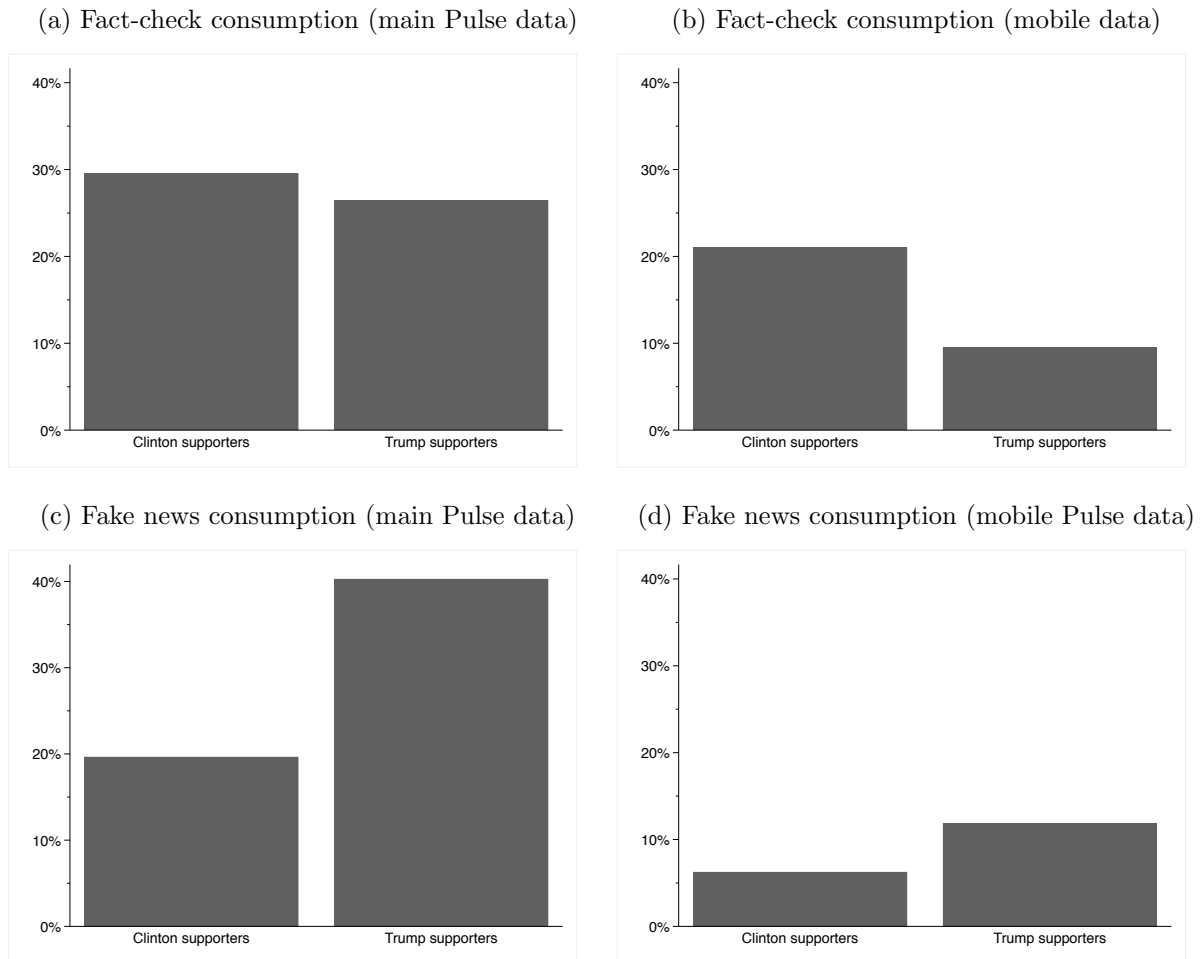 (a) Fact-check consumption (main Pulse data)
40%
30%
20%
10%
0%
Clinton supporters Trump supporters
(b) Fact-check consumption (mobile data)
40%
30%
20%
10%
0%
Clinton supporters Trump supporters
(c) Fake news consumption (main Pulse data)
40%
30%
20%
10%
0%
Clinton supporters Trump supporters
(d) Fake news consumption (mobile Pulse data)
40%
30%
20%
10%
0%
Clinton supporters Trump supporters